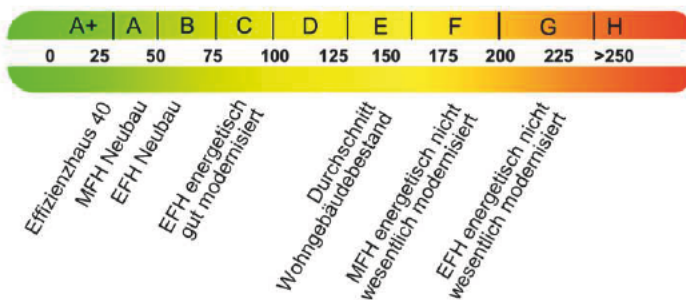 A+ A B C D E F G H
0 25 50 75 100 125 150 175 200 225 >250
Effizienzhaus 40
MFH Neubau
EFH Neubau
EFH energetisch
gut modernisiert
Durchschnitt
Wohngebäudebestand
MFH energetisch nicht
wesentlich modernisiert
EFH energetisch nicht
wesentlich modernisiert